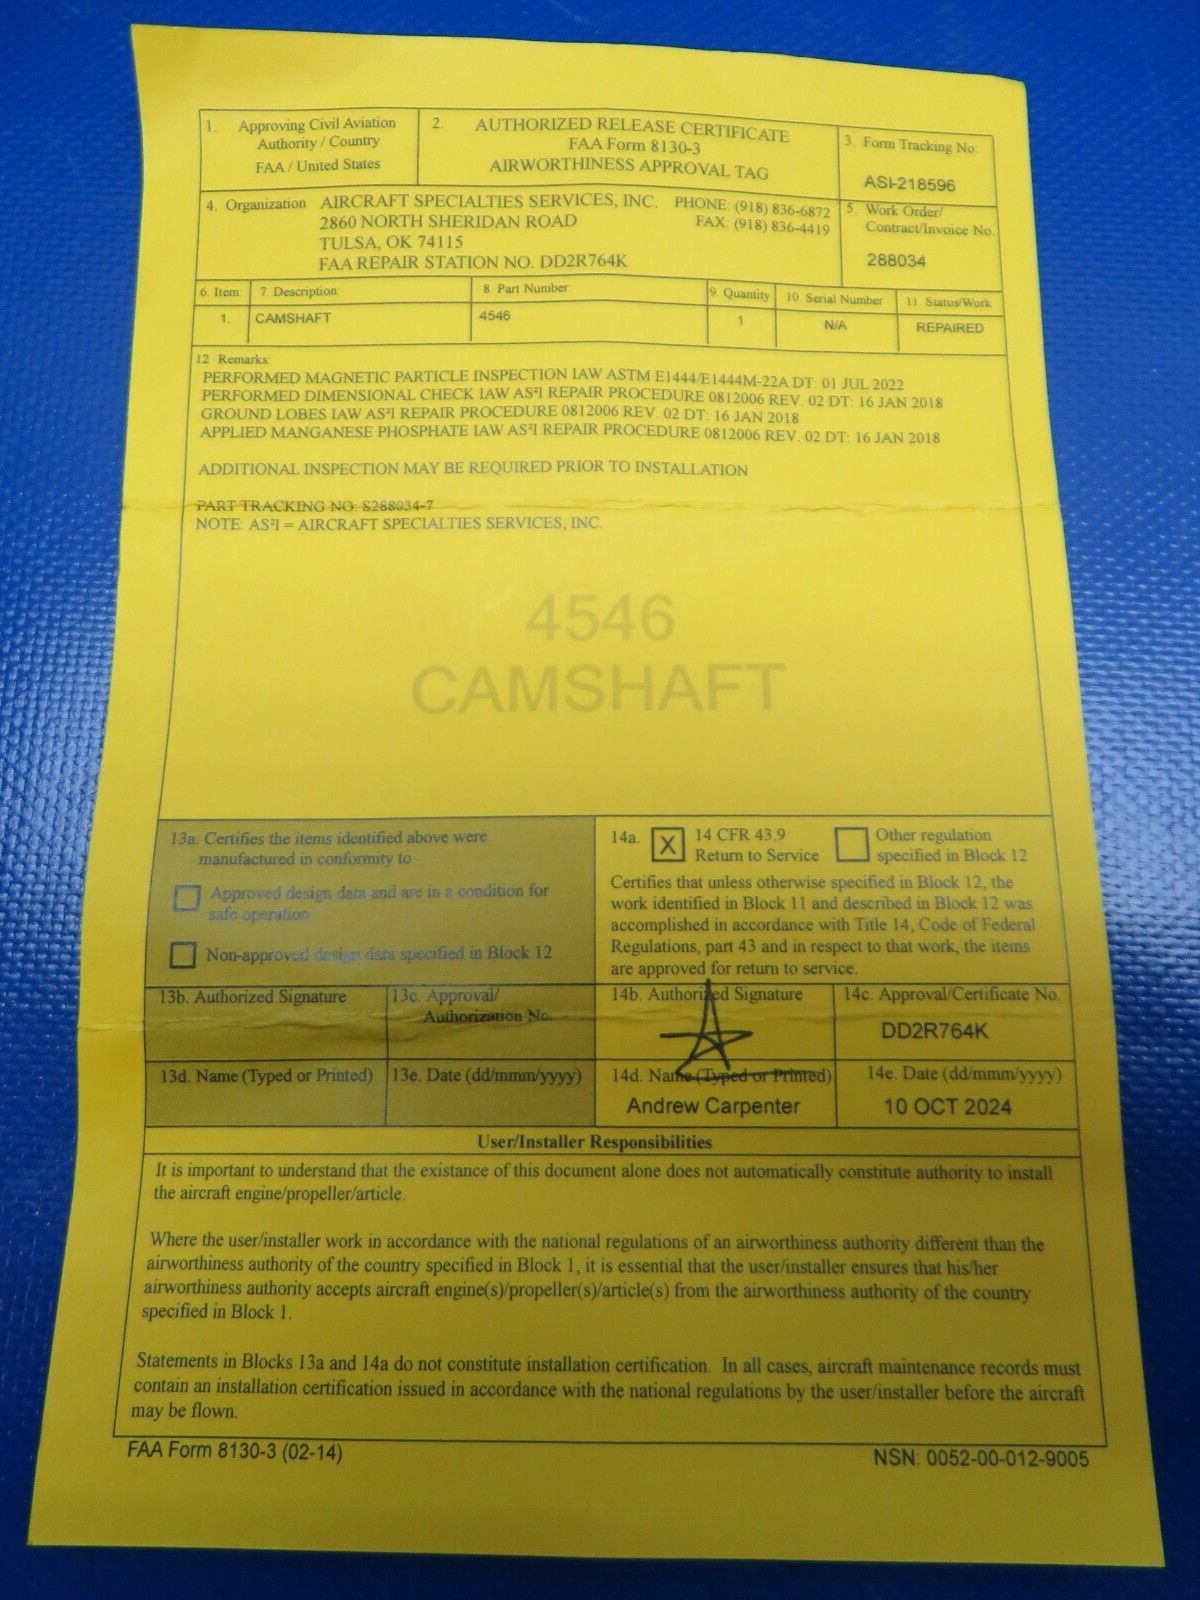 1. Approving Civil Aviation
Authority / Country
FAA / United States
2. AUTHORIZED RELEASE CERTIFICATE
FAA Form 8130-3
AIRWORTHINESS APPROVAL TAG
3. Form Tracking No:
ASI-218596
4. Organization AIRCRAFT SPECIALTIES SERVICES, INC. PHONE: (918) 836-6872
2860 NORTH SHERIDAN ROAD FAX: (918) 836-4419
TULSA, OK 74115
FAA REPAIR STATION NO. DD2R764K
5. Work Order/
Contract/Invoice No.
288034
6. Item: 7. Description: 8 Part Number: 9 Quantity 10. Serial Number 11 Status/Work
1. CAMSHAFT 4546 1 N/A REPAIRED
12 Remarks:
PERFORMED MAGNETIC PARTICLE INSPECTION IAW ASTM E1444/E1444M-22A DT: 01 JUL 2022
PERFORMED DIMENSIONAL CHECK IAW AS²I REPAIR PROCEDURE 0812006 REV. 02 DT: 16 JAN 2018
GROUND LOBES IAW AS²I REPAIR PROCEDURE 0812006 REV. 02 DT: 16 JAN 2018
APPLIED MANGANESE PHOSPHATE IAW AS²I REPAIR PROCEDURE 0812006 REV. 02 DT: 16 JAN 2018
ADDITIONAL INSPECTION MAY BE REQUIRED PRIOR TO INSTALLATION
PART TRACKING NO: S288034-7
NOTE: AS²I = AIRCRAFT SPECIALTIES SERVICES, INC.
4546
CAMSHAFT
13a. Certifies the items identified above were
manufactured in conformity to
Approved design data and are in a condition for
safe operation
Non-approved design data specified in Block 12
14a. X 14 CFR 43.9
Return to Service
Other regulation
specified in Block 12
Certifies that unless otherwise specified in Block 12, the
work identified in Block 11 and described in Block 12 was
accomplished in accordance with Title 14, Code of Federal
Regulations, part 43 and in respect to that work, the items
are approved for return to service.
13b. Authorized Signature
13c. Approval/
Authorization No.
14b. Authorized Signature
14c. Approval/Certificate No.
DD2R764K
13d. Name (Typed or Printed)
13e. Date (dd/mmm/yyyy)
14d. Name (Typed or Printed)
Andrew Carpenter
14e. Date (dd/mmm/yyyy)
10 OCT 2024
User/Installer Responsibilities
It is important to understand that the existance of this document alone does not automatically constitute authority to install
the aircraft engine/propeller/article.
Where the user/installer work in accordance with the national regulations of an airworthiness authority different than the
airworthiness authority of the country specified in Block 1, it is essential that the user/installer ensures that his/her
airworthiness authority accepts aircraft engine(s)/propeller(s)/article(s) from the airworthiness authority of the country
specified in Block 1.
Statements in Blocks 13a and 14a do not constitute installation certification. In all cases, aircraft maintenance records must
contain an installation certification issued in accordance with the national regulations by the user/installer before the aircraft
may be flown.
FAA Form 8130-3 (02-14)
NSN: 0052-00-012-9005